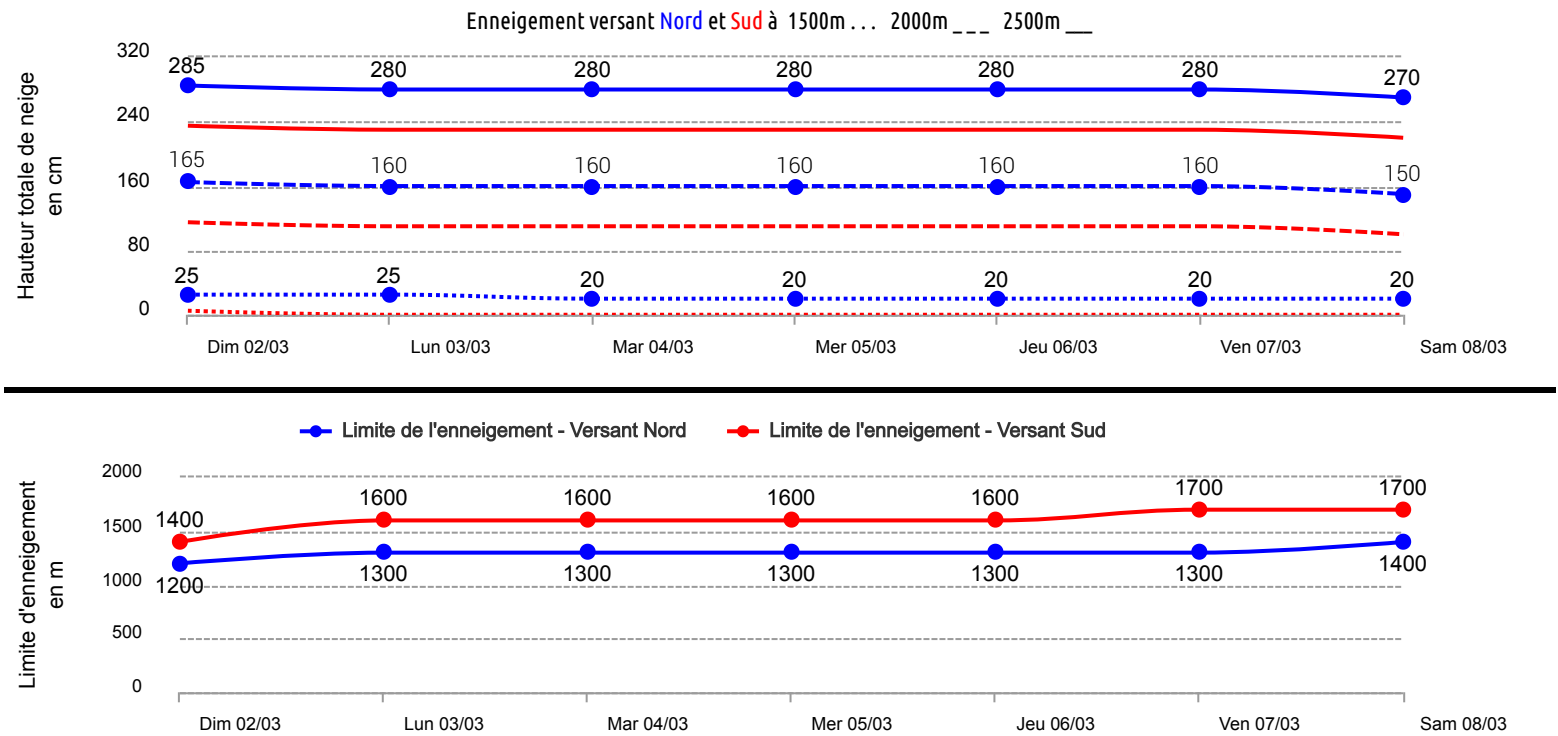 Enneigement versant Nord et Sud à 1500m . . . 2000m _ _ _ 2500m __
Hauteur totale de neige
en cm
320
240
160
80
0
285 280 280 280 280 280 270
165 160 160 160 160 160 150
25 25 20 20 20 20 20
Dim 02/03 Lun 03/03 Mar 04/03 Mer 05/03 Jeu 06/03 Ven 07/03 Sam 08/03
Limite de l'enneigement - Versant Nord Limite de l'enneigement - Versant Sud
Limite d'enneigement
en m
2000
1500
1000
500
0
1400 1600 1600 1600 1600 1700 1700
1200 1300 1300 1300 1300 1300 1400
Dim 02/03 Lun 03/03 Mar 04/03 Mer 05/03 Jeu 06/03 Ven 07/03 Sam 08/03